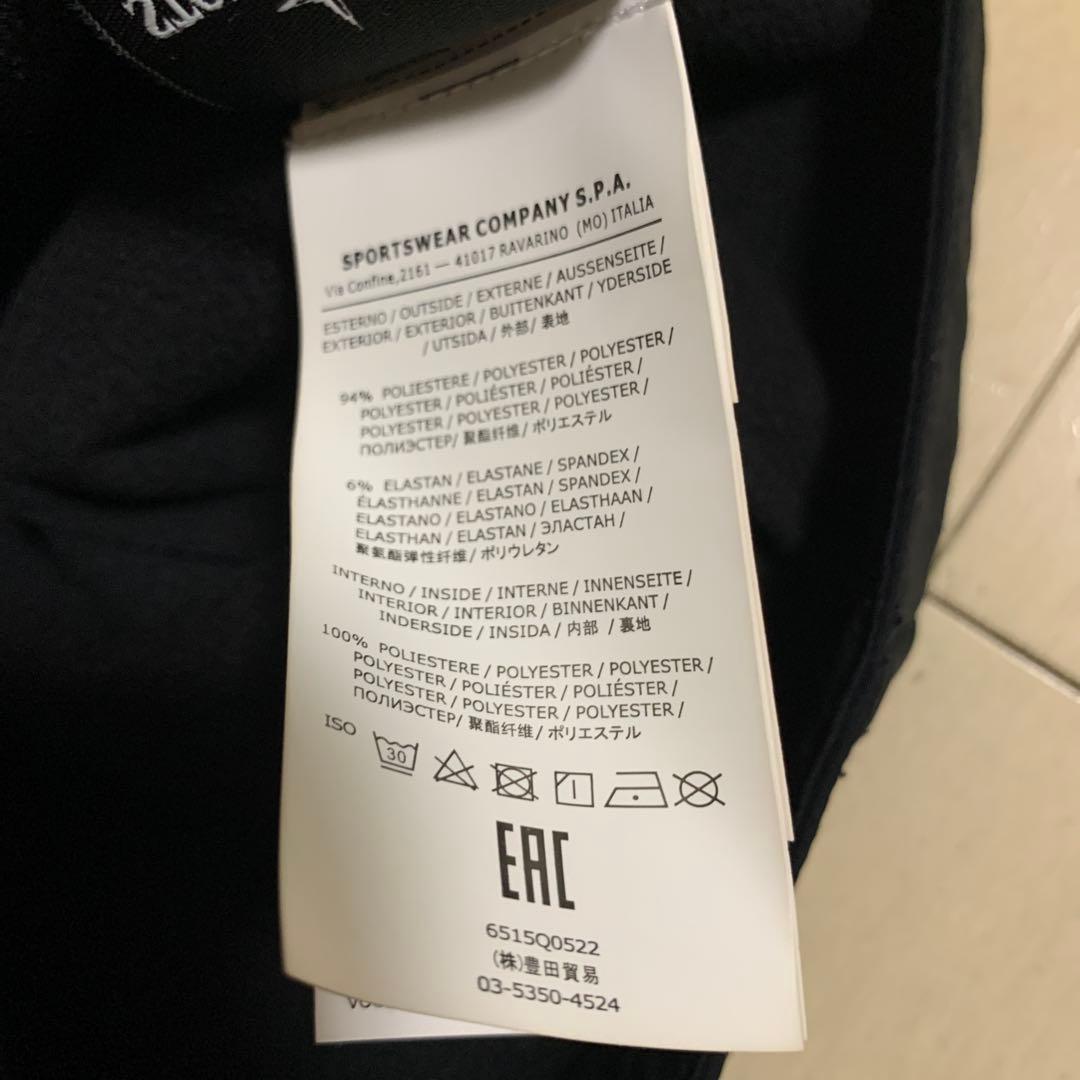 SPORTSWEAR COMPANY S.P.A.
Via Confine,2161 — 41017 RAVARINO (MO) ITALIA
ESTERNO / OUTSIDE / EXTERNE / AUSSENSEITE /
EXTERIOR / EXTERIOR / BUITENKANT / YDERSIDE
/ UTSIDA / 外部 / 表地
94% POLIESTERE / POLYESTER / POLYESTER /
POLYESTER / POLIÉSTER / POLIÉSTER /
POLYESTER / POLYESTER / POLYESTER /
ПОЛИЭСТЕР/ 聚酯纤维/ ポリエステル
6% ELASTAN / ELASTANE / SPANDEX /
ÉLASTHANNE / ELASTAN / SPANDEX /
ELASTANO / ELASTANO / ELASTHAAN /
ELASTHAN / ELASTAN / ЭЛАСТАН /
聚氨酯弹性纤维/ ポリウレタン
INTERNO / INSIDE / INTERNE / INNENSEITE /
INTERIOR / INTERIOR / BINNENKANT /
INDERSIDE / INSIDA / 内部 / 裏地
100% POLIESTERE / POLYESTER / POLYESTER /
POLYESTER / POLIÉSTER / POLIÉSTER /
POLYESTER / POLYESTER / POLYESTER /
ПОЛИЭСТЕР/ 聚酯纤维/ ポリエステル
ISO 30
EAC
6515Q0522
(株)豊田貿易
03-5350-4524